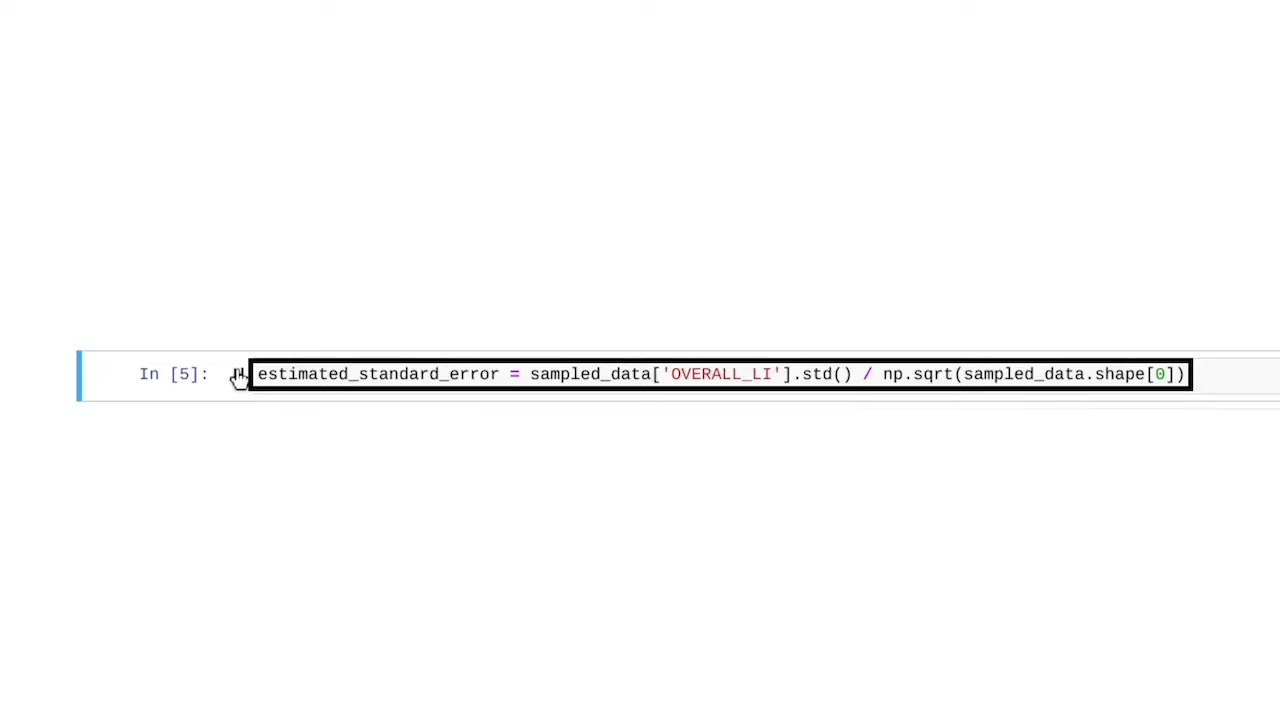 In [5]: estimated_standard_error = sampled_data['OVERALL_LI'].std() / np.sqrt(sampled_data.shape[0])